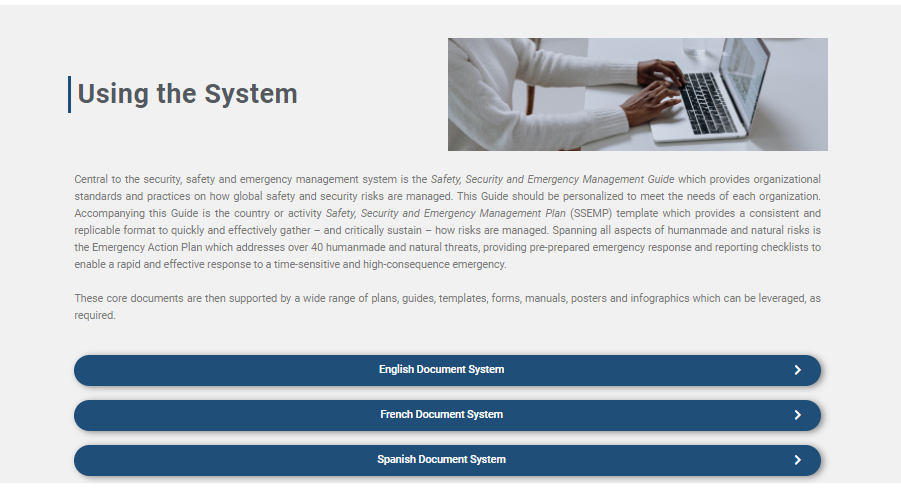 Using the System
Central to the security, safety and emergency management system is the Safety, Security and Emergency Management Guide which provides organizational
standards and practices on how global safety and security risks are managed. This Guide should be personalized to meet the needs of each organization.
Accompanying this Guide is the country or activity Safety, Security and Emergency Management Plan (SSEMP) template which provides a consistent and
replicable format to quickly and effectively gather – and critically sustain – how risks are managed. Spanning all aspects of humanmade and natural risks is
the Emergency Action Plan which addresses over 40 humanmade and natural threats, providing pre-prepared emergency response and reporting checklists to
enable a rapid and effective response to a time-sensitive and high-consequence emergency.
These core documents are then supported by a wide range of plans, guides, templates, forms, manuals, posters and infographics which can be leveraged, as
required.
English Document System
French Document System
Spanish Document System